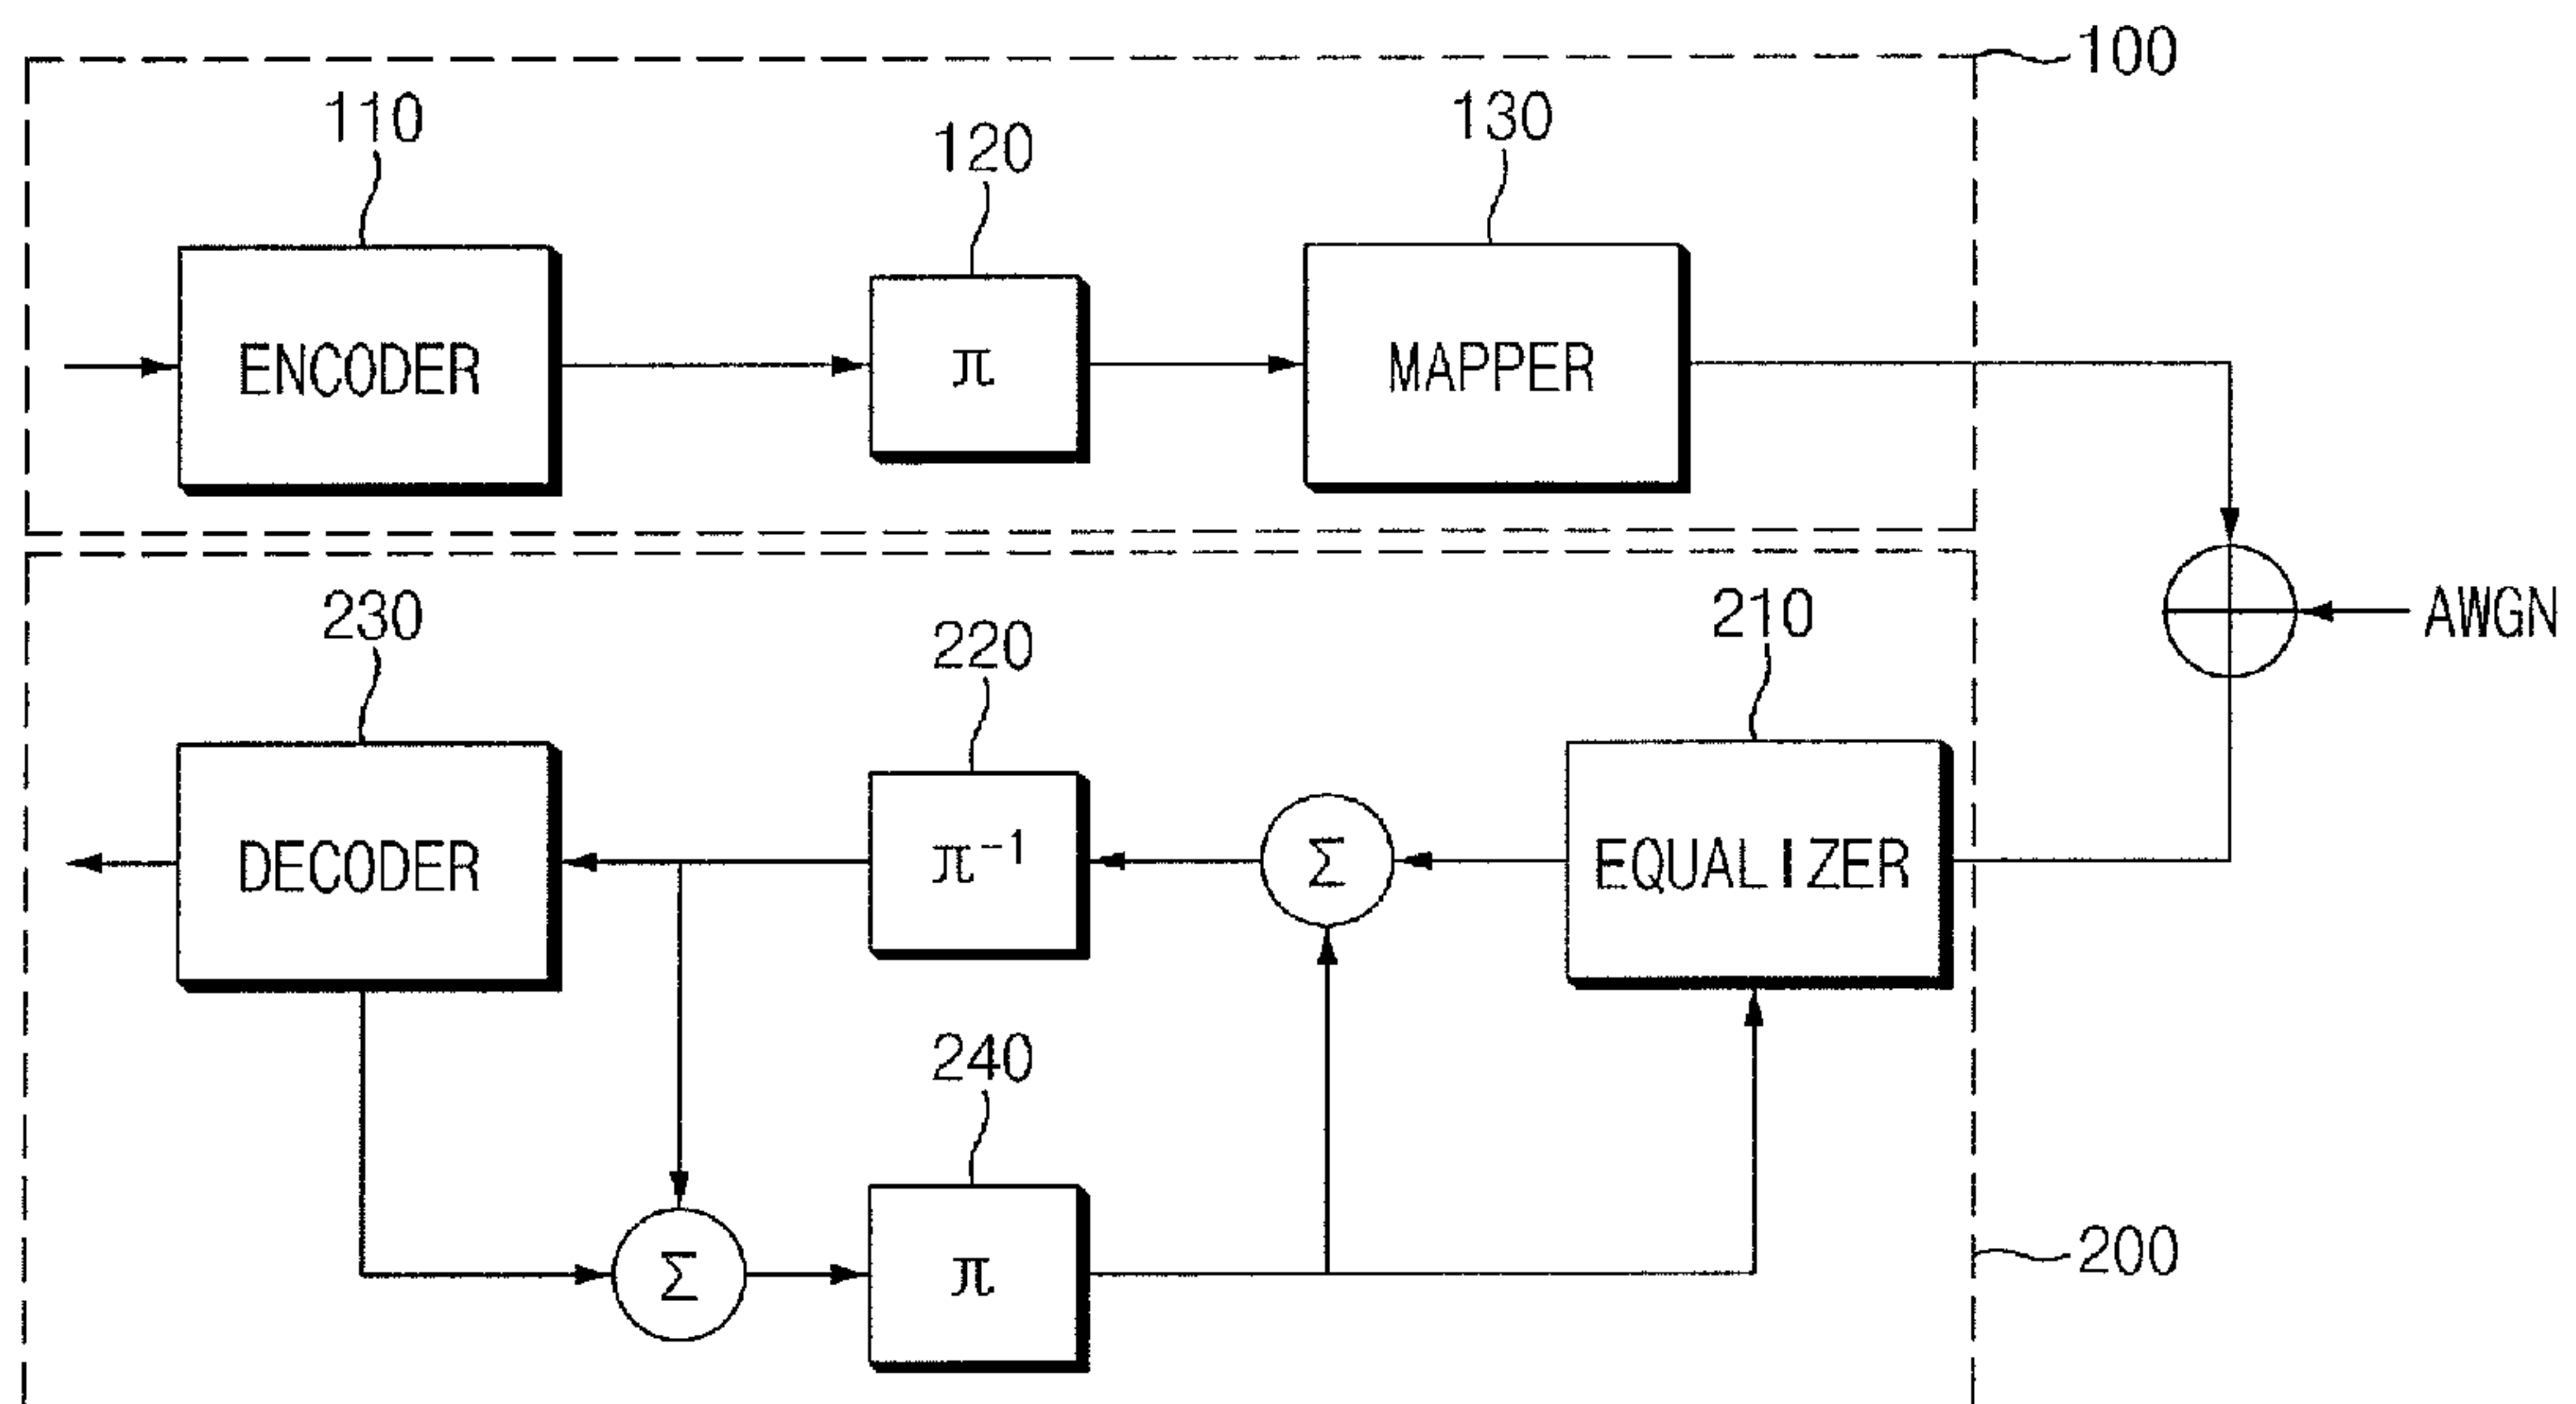 100
110
120
130
ENCODER
π
MAPPER
AWGN
230
220
210
DECODER
π⁻¹
Σ
EQUALIZER
240
Σ
π
200